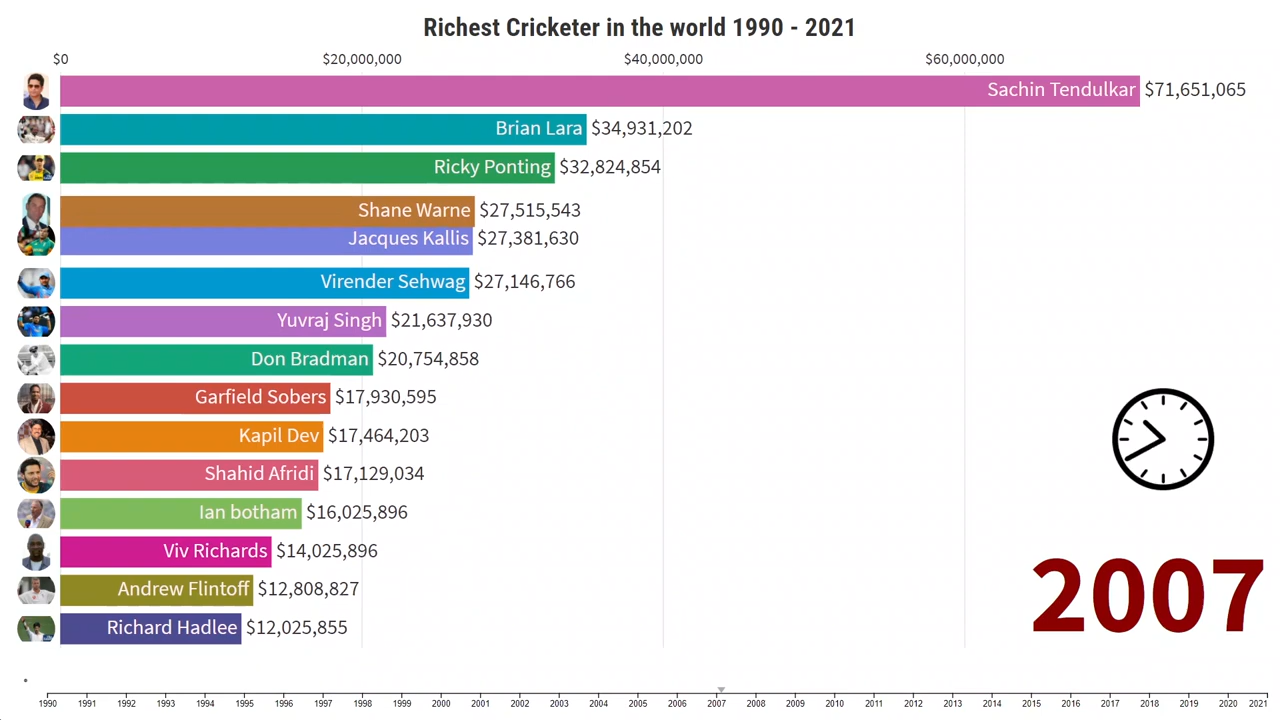 Richest Cricketer in the world 1990 - 2021
$0 $20,000,000 $40,000,000 $60,000,000
Sachin Tendulkar $71,651,065
Brian Lara $34,931,202
Ricky Ponting $32,824,854
Shane Warne $27,515,543
Jacques Kallis $27,381,630
Virender Sehwag $27,146,766
Yuvraj Singh $21,637,930
Don Bradman $20,754,858
Garfield Sobers $17,930,595
Kapil Dev $17,464,203
Shahid Afridi $17,129,034
Ian botham $16,025,896
Viv Richards $14,025,896
Andrew Flintoff $12,808,827
Richard Hadlee $12,025,855
2007
1990 1991 1992 1993 1994 1995 1996 1997 1998 1999 2000 2001 2002 2003 2004 2005 2006 2007 2008 2009 2010 2011 2012 2013 2014 2015 2016 2017 2018 2019 2020 2021